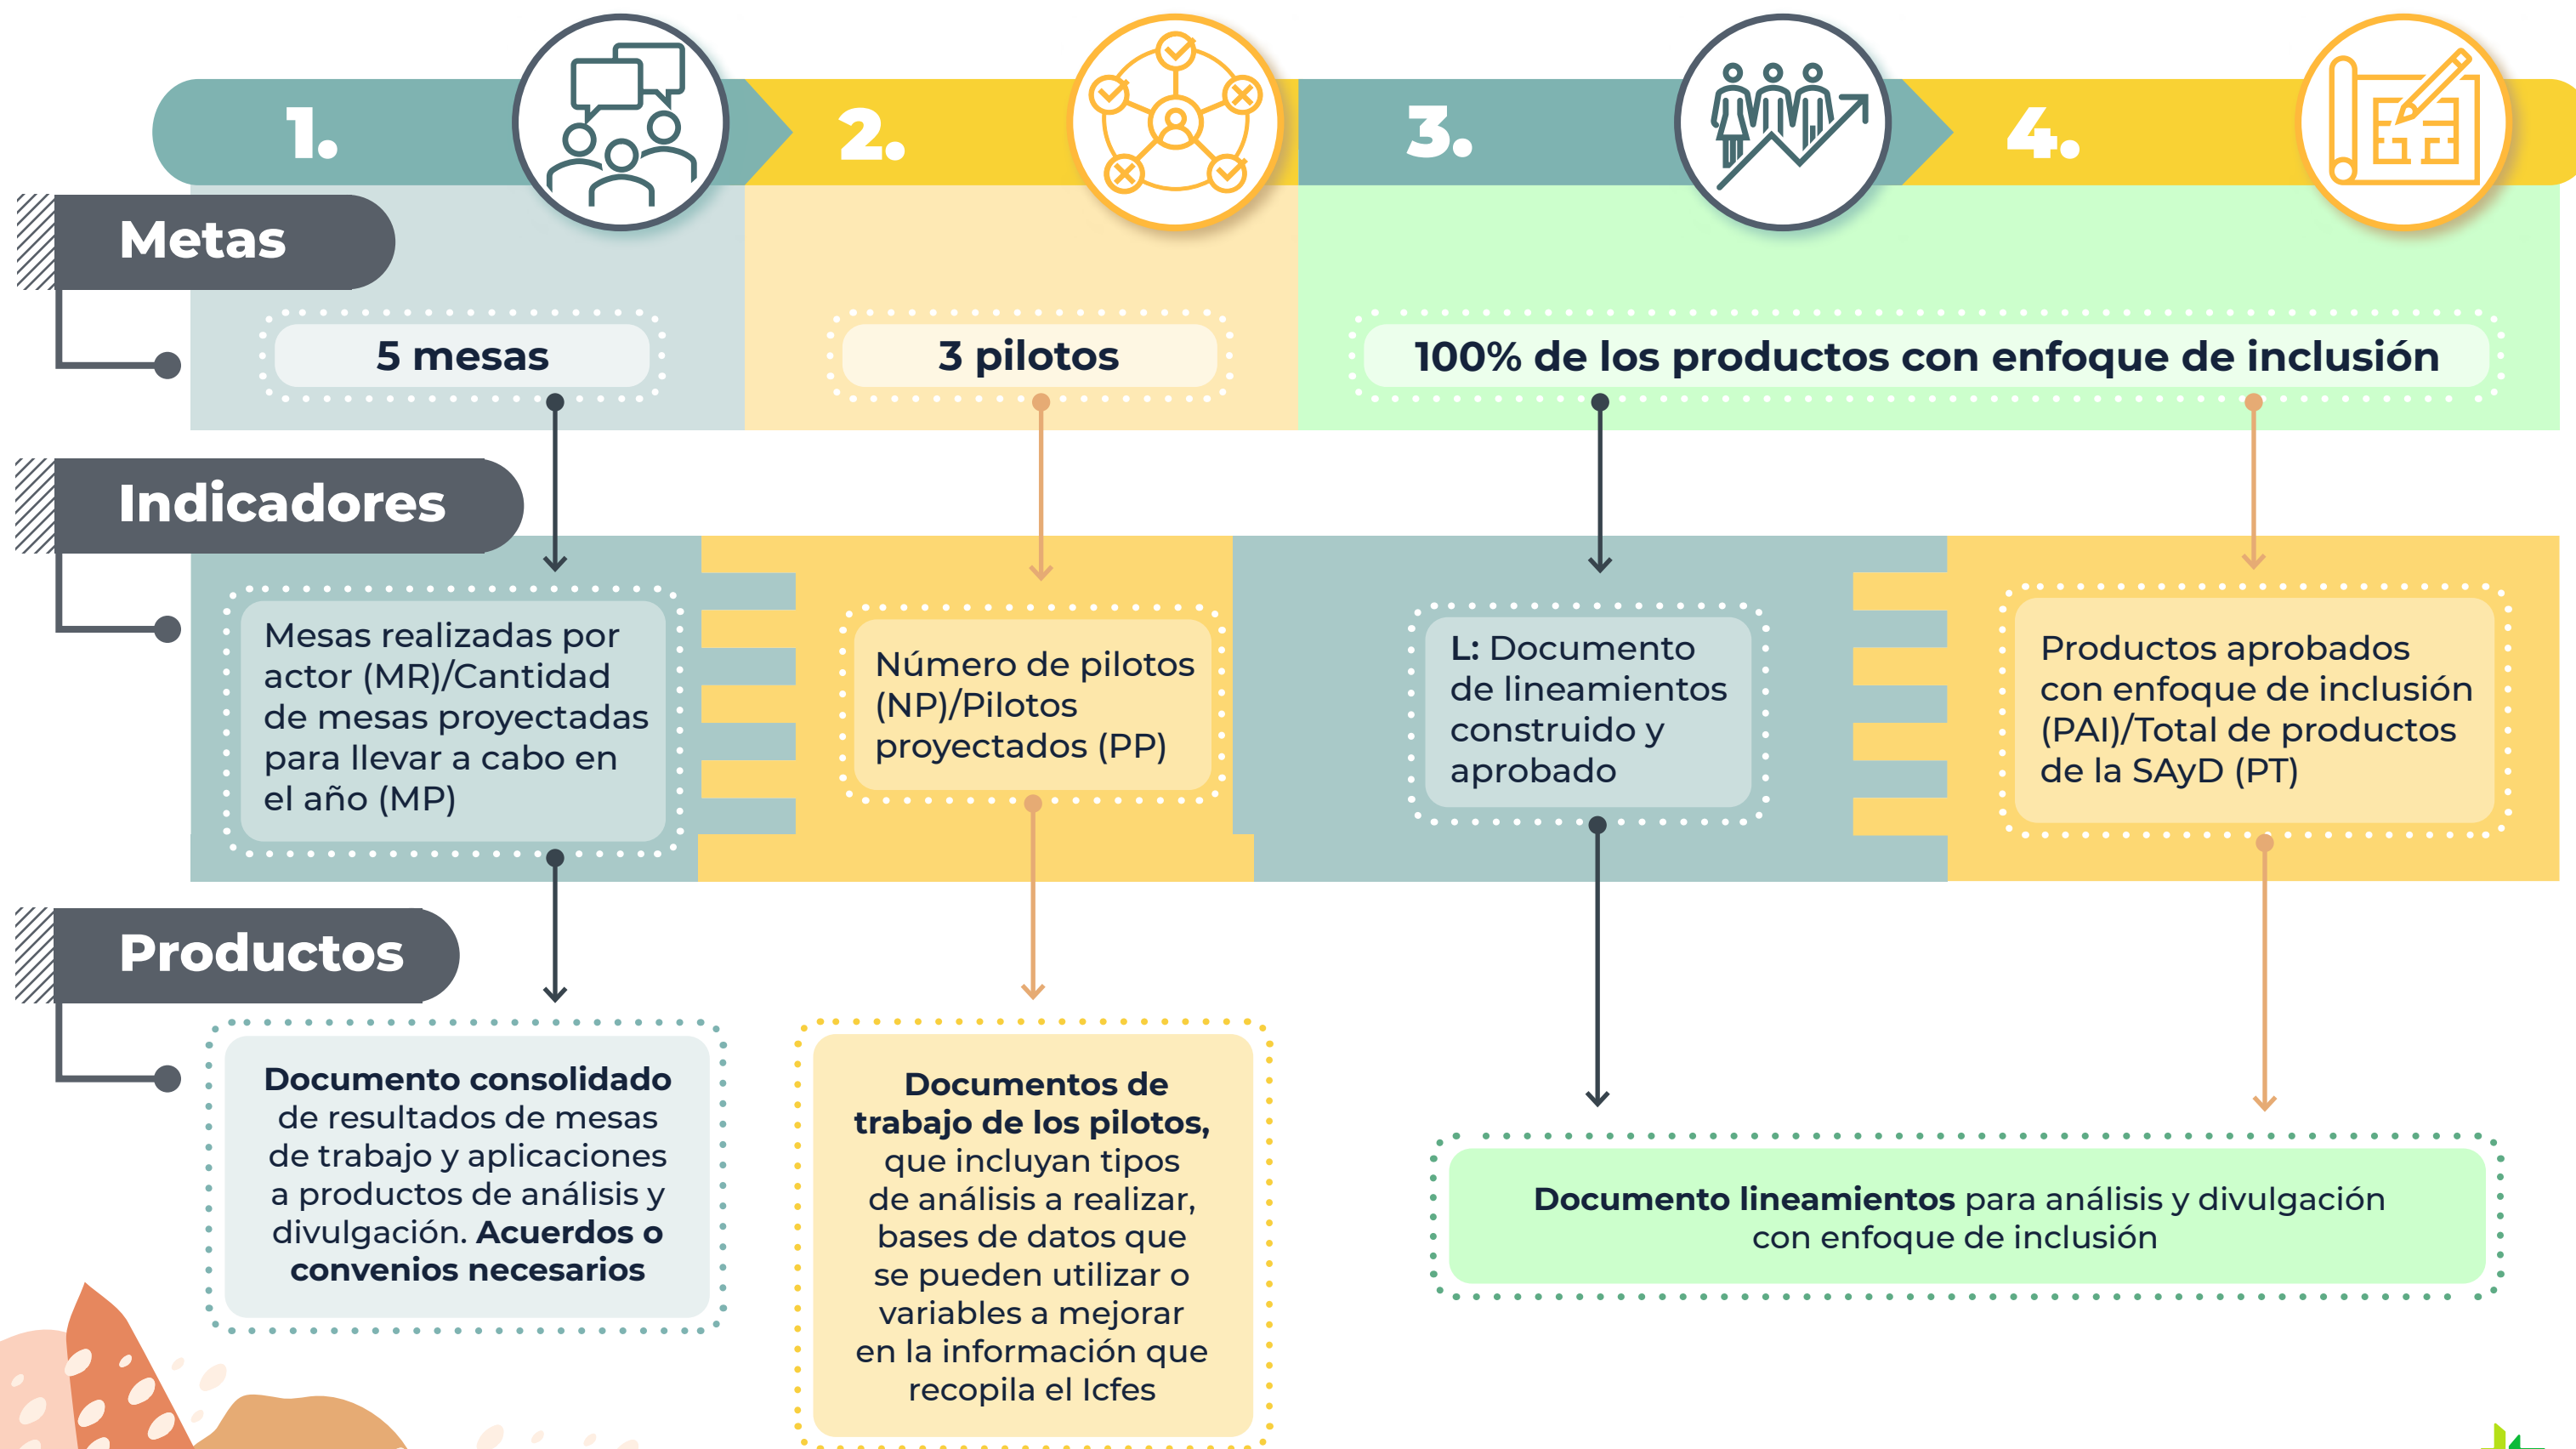 1.
2.
3.
4.
Metas
5 mesas
3 pilotos
100% de los productos con enfoque de inclusión
Indicadores
Mesas realizadas por
actor (MR)/Cantidad
de mesas proyectadas
para llevar a cabo en
el año (MP)
Número de pilotos
(NP)/Pilotos
proyectados (PP)
L: Documento
de lineamientos
construido y
aprobado
Productos aprobados
con enfoque de inclusión
(PAI)/Total de productos
de la SAyD (PT)
Productos
Documento consolidado
de resultados de mesas
de trabajo y aplicaciones
a productos de análisis y
divulgación. Acuerdos o
convenios necesarios
Documentos de
trabajo de los pilotos,
que incluyan tipos
de análisis a realizar,
bases de datos que
se pueden utilizar o
variables a mejorar
en la información que
recopila el Icfes
Documento lineamientos para análisis y divulgación
con enfoque de inclusión